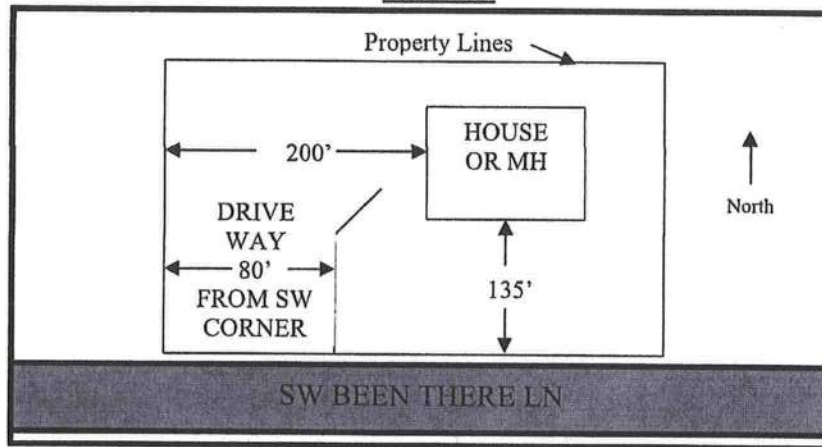 Property Lines
HOUSE
OR MH
200’
North
DRIVE
WAY
80’
FROM SW
CORNER
135’
SW BEEN THERE LN